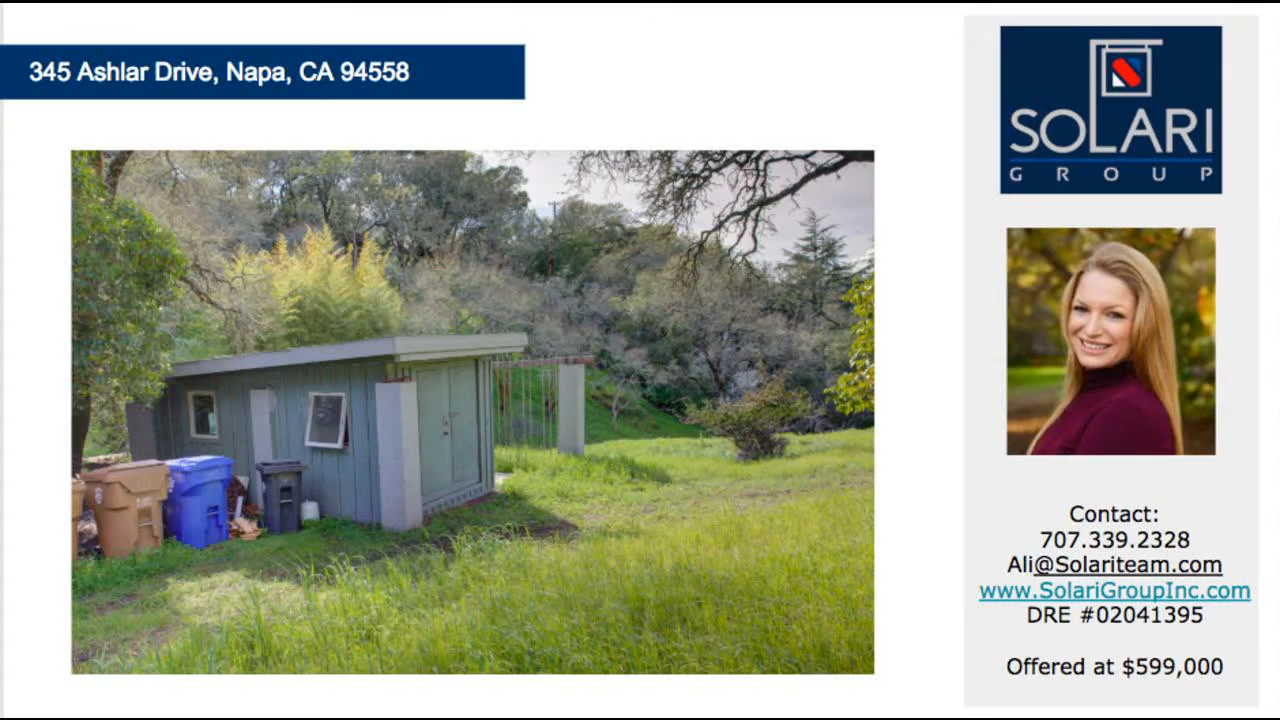 345 Ashlar Drive, Napa, CA 94558
SOLARI
GROUP
Contact:
707.339.2328
Ali@Solariteam.com
www.SolariGroupInc.com
DRE #02041395
Offered at $599,000